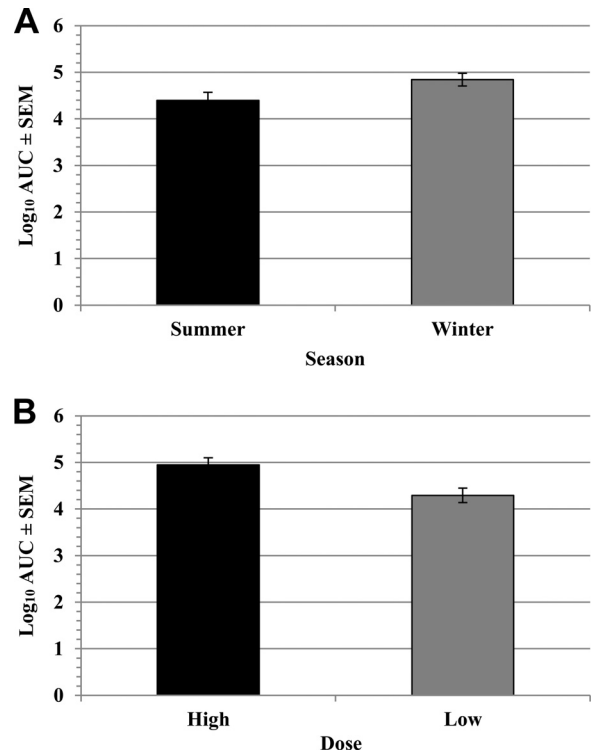 A
6
5
4
3
2
1
0
Log₁₀ AUC ± SEM
Summer Winter
Season
B
6
5
4
3
2
1
0
Log₁₀ AUC ± SEM
High Low
Dose